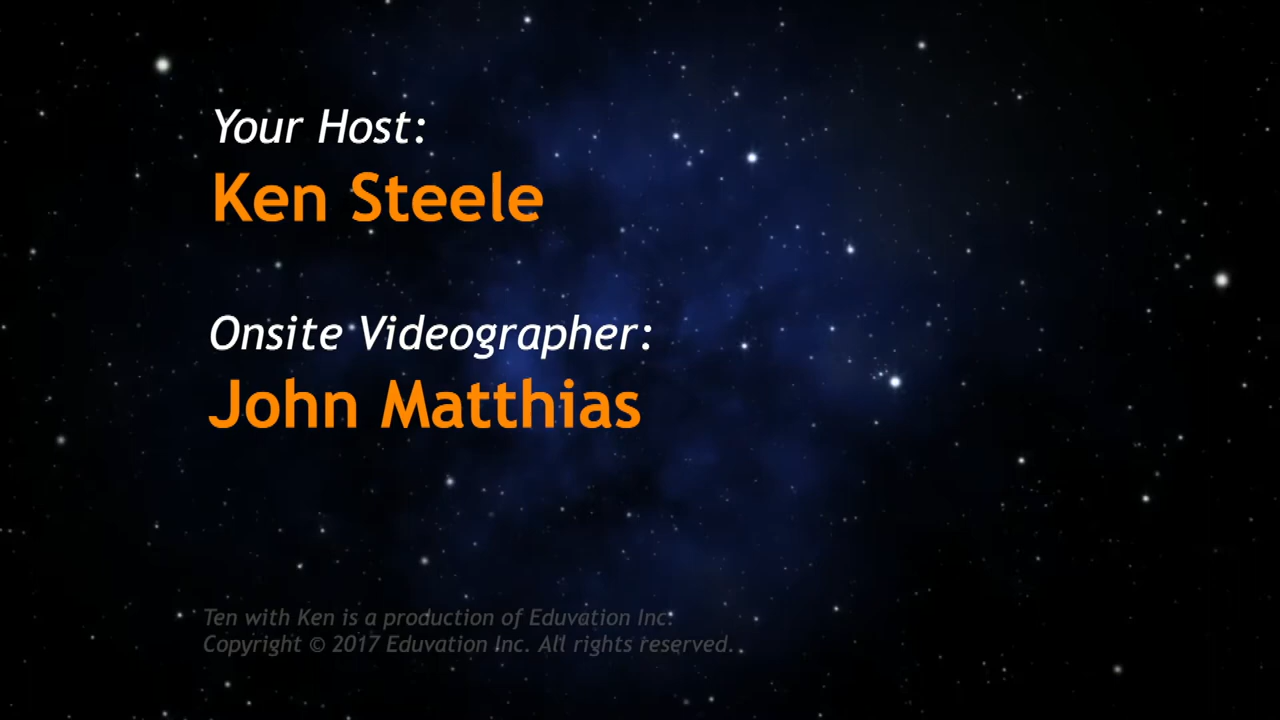 Your Host:
Ken Steele
Onsite Videographer:
John Matthias
Ten with Ken is a production of Eduvation Inc.
Copyright © 2017 Eduvation Inc. All rights reserved.